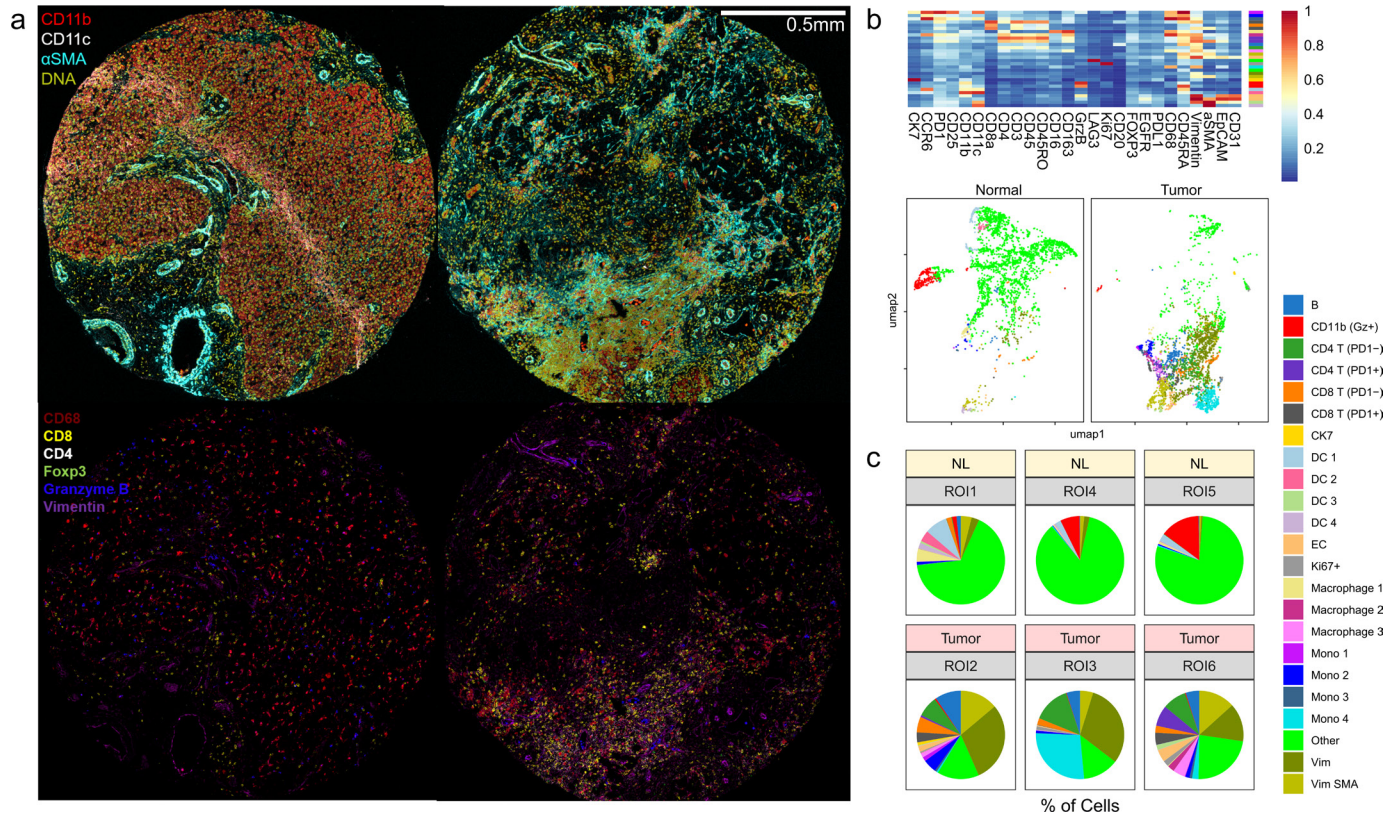 a
CD11b
CD11c
αSMA
DNA
0.5mm
CD68
CD8
CD4
Foxp3
Granzyme B
Vimentin
b
1
0.8
0.6
0.4
0.2
CK7
CCR6
PD1
CD25
CD11b
CD11c
CD8a
CD4
CD3
CD45
CD45RO
CD16
CD163
GrzB
LAG3
Ki67
CD20
FOXP3
EGFR
PDL1
CD68
CD45RA
Vimentin
aSMA
EpCAM
CD31
Normal
Tumor
umap2
umap1
B
CD11b (Gz+)
CD4 T (PD1−)
CD4 T (PD1+)
CD8 T (PD1−)
CD8 T (PD1+)
CK7
DC 1
DC 2
DC 3
DC 4
EC
Ki67+
Macrophage 1
Macrophage 2
Macrophage 3
Mono 1
Mono 2
Mono 3
Mono 4
Other
Vim
Vim SMA
c
NL NL NL
ROI1 ROI4 ROI5
Tumor Tumor Tumor
ROI2 ROI3 ROI6
% of Cells